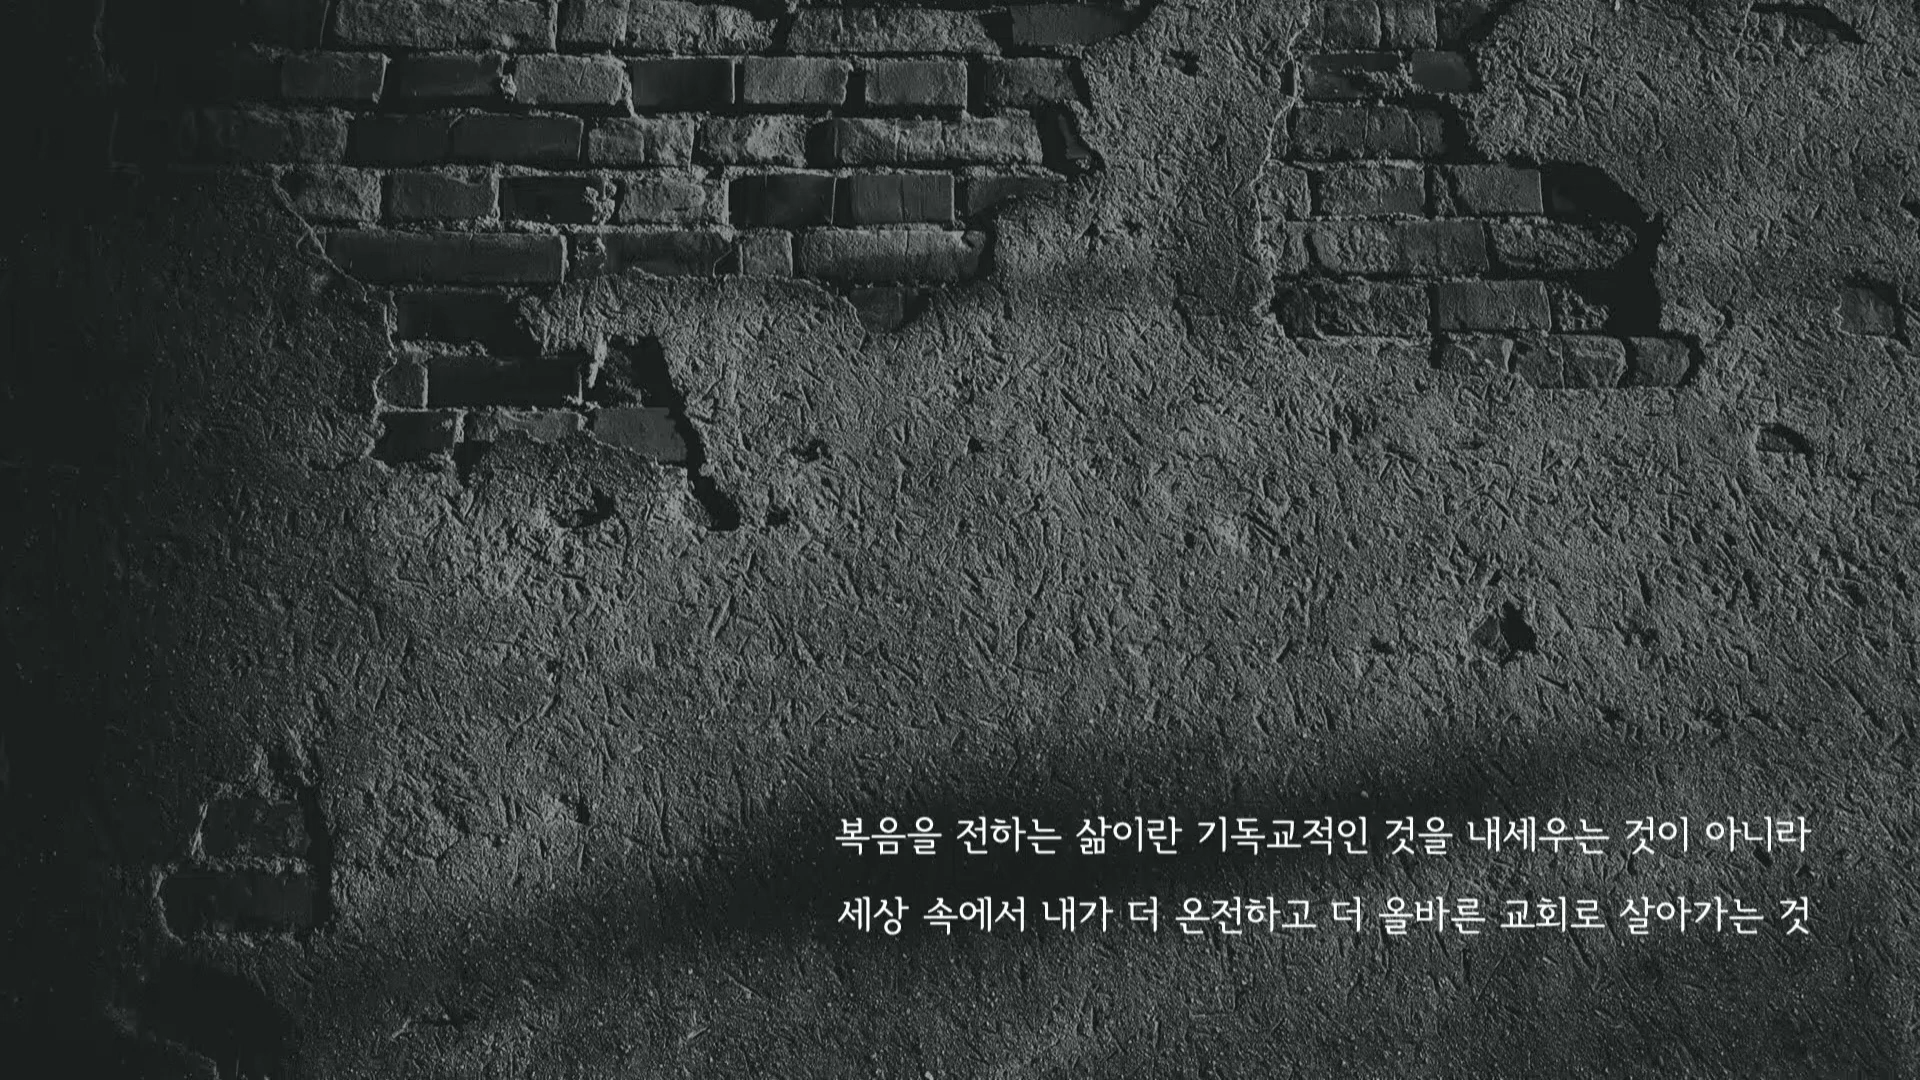 복음을 전하는 삶이란 기독교적인 것을 내세우는 것이 아니라
세상 속에서 내가 더 온전하고 더 올바른 교회로 살아가는 것